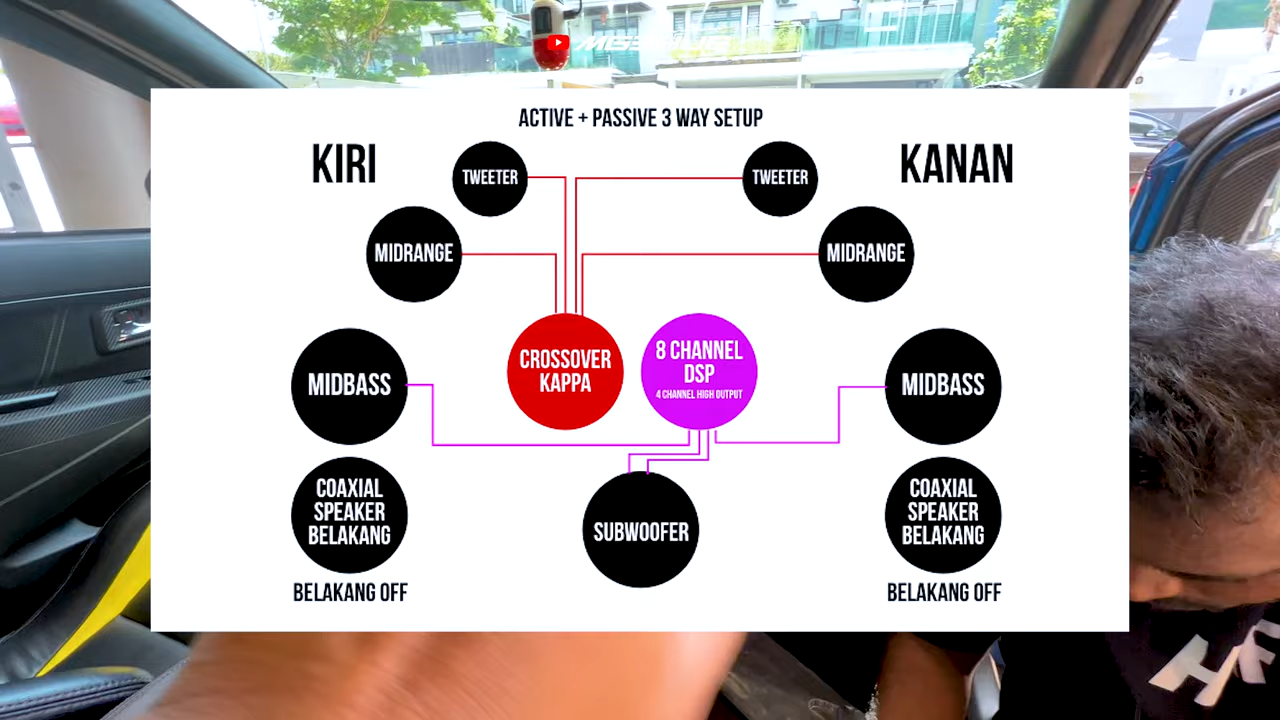 ACTIVE + PASSIVE 3 WAY SETUP
KIRI
KANAN
TWEETER
TWEETER
MIDRANGE
MIDRANGE
CROSSOVER
KAPPA
8 CHANNEL
DSP
4 CHANNEL HIGH OUTPUT
MIDBASS
MIDBASS
COAXIAL
SPEAKER
BELAKANG
SUBWOOFER
COAXIAL
SPEAKER
BELAKANG
BELAKANG OFF
BELAKANG OFF
HF